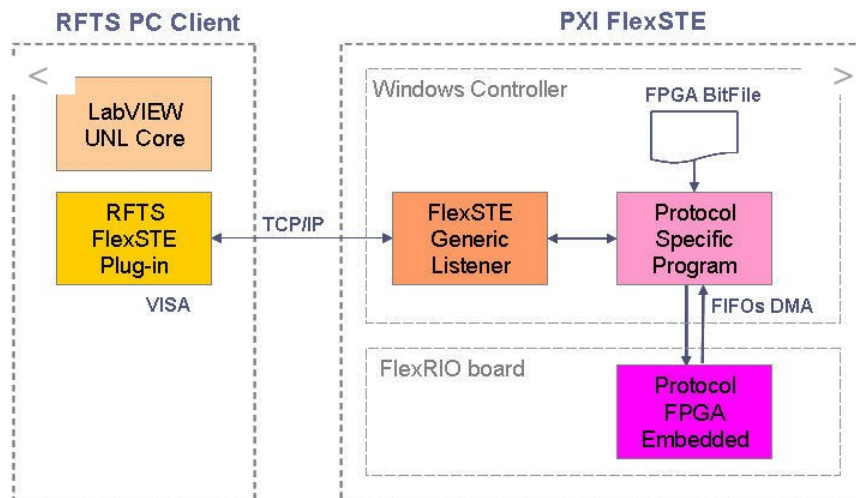 RFTS PC Client
PXI FlexSTE
<
>
Windows Controller
FPGA BitFile
LabVIEW
UNL Core
RFTS
FlexSTE
Plug-in
TCP/IP
FlexSTE
Generic
Listener
Protocol
Specific
Program
VISA
FIFOs DMA
FlexRIO board
Protocol
FPGA
Embedded